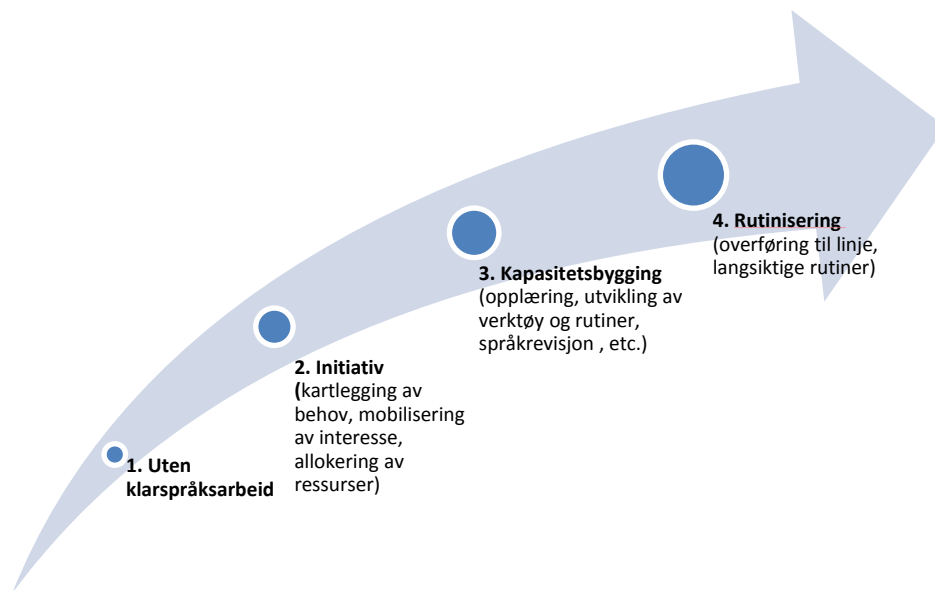 1. Uten
klarspråksarbeid
2. Initiativ
(kartlegging av
behov, mobilisering
av interesse,
allokering av
ressurser)
3. Kapasitetsbygging
(opplæring, utvikling av
verktøy og rutiner,
språkrevisjon , etc.)
4. Rutinisering
(overføring til linje,
langsiktige rutiner)